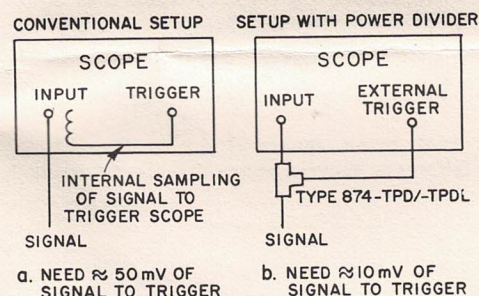 CONVENTIONAL SETUP
SCOPE
INPUT TRIGGER
INTERNAL SAMPLING
OF SIGNAL TO
TRIGGER SCOPE
SIGNAL
a. NEED ≈ 50 mV OF
SIGNAL TO TRIGGER
SETUP WITH POWER DIVIDER
SCOPE
INPUT
EXTERNAL
TRIGGER
TYPE 874-TPD/-TPDL
SIGNAL
b. NEED ≈ 10 mV OF
SIGNAL TO TRIGGER